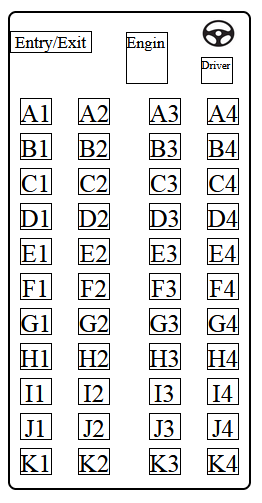 Entry/Exit
Engin
Driver
A1 A2 A3 A4
B1 B2 B3 B4
C1 C2 C3 C4
D1 D2 D3 D4
E1 E2 E3 E4
F1 F2 F3 F4
G1 G2 G3 G4
H1 H2 H3 H4
I1 I2 I3 I4
J1 J2 J3 J4
K1 K2 K3 K4